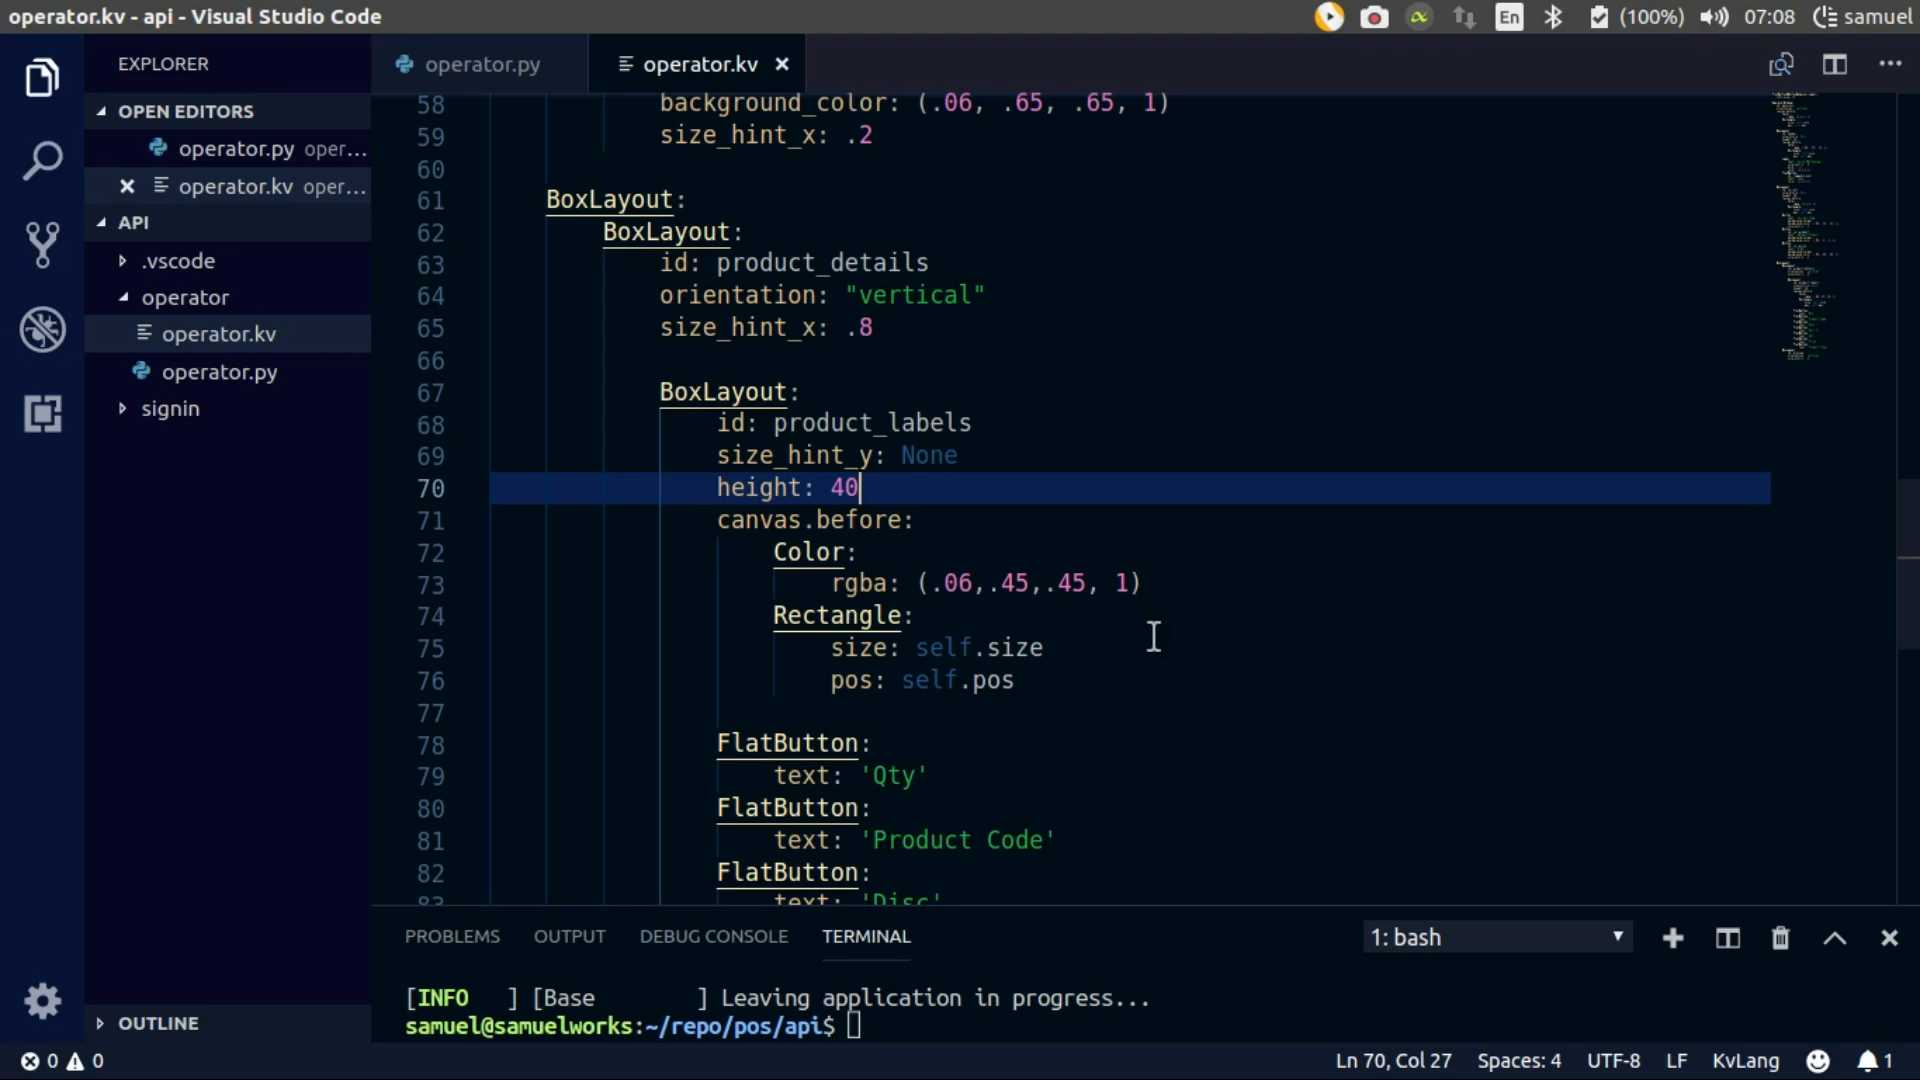 operator.kv - api - Visual Studio Code
En (100%) 07:08 samuel
EXPLORER
operator.py
operator.kv
OPEN EDITORS
operator.py oper...
operator.kv oper...
API
.vscode
operator
operator.kv
operator.py
signin
OUTLINE
58 background_color: (.06, .65, .65, 1)
59 size_hint_x: .2
60
61 BoxLayout:
62 BoxLayout:
63 id: product_details
64 orientation: "vertical"
65 size_hint_x: .8
66
67 BoxLayout:
68 id: product_labels
69 size_hint_y: None
70 height: 40
71 canvas.before:
72 Color:
73 rgba: (.06,.45,.45, 1)
74 Rectangle:
75 size: self.size
76 pos: self.pos
77
78 FlatButton:
79 text: 'Qty'
80 FlatButton:
81 text: 'Product Code'
82 FlatButton:
83 text: 'Disc'
PROBLEMS OUTPUT DEBUG CONSOLE TERMINAL 1: bash
[INFO   ] [Base        ] Leaving application in progress...
samuel@samuelworks:~/repo/pos/api$
0 0 Ln 70, Col 27 Spaces: 4 UTF-8 LF KvLang 1